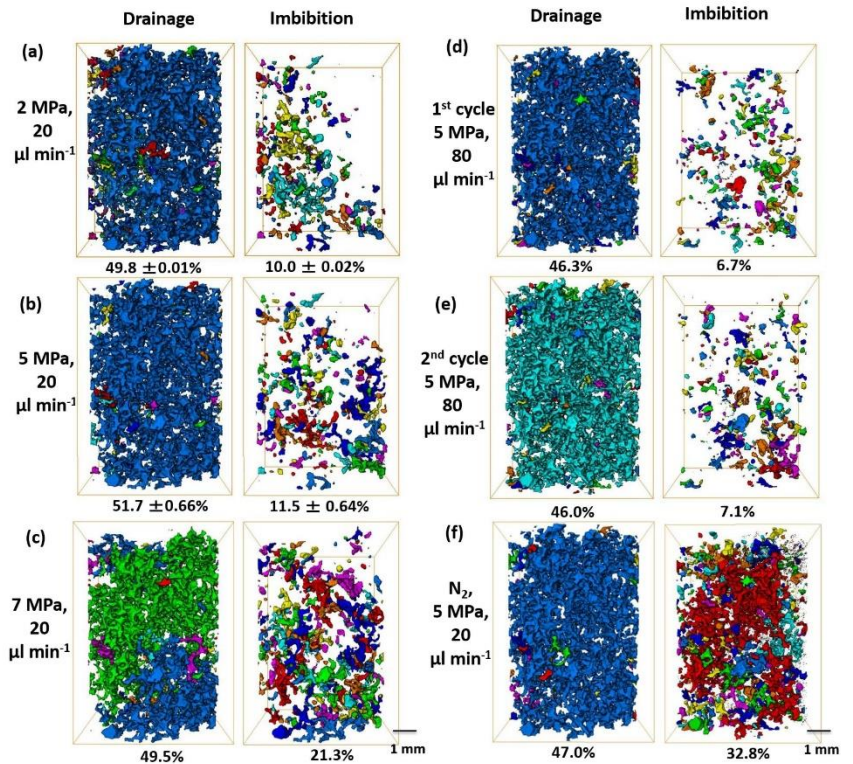 Drainage Imbibition
(a)
2 MPa,
20
µl min-1
49.8 ±0.01% 10.0 ± 0.02%
(b)
5 MPa,
20
µl min-1
51.7 ±0.66% 11.5 ± 0.64%
(c)
7 MPa,
20
µl min-1
49.5% 21.3%
1 mm
Drainage Imbibition
(d)
1st cycle
5 MPa,
80
µl min-1
46.3% 6.7%
(e)
2nd cycle
5 MPa,
80
µl min-1
46.0% 7.1%
(f)
N2,
5 MPa,
20
µl min-1
47.0% 32.8%
1 mm